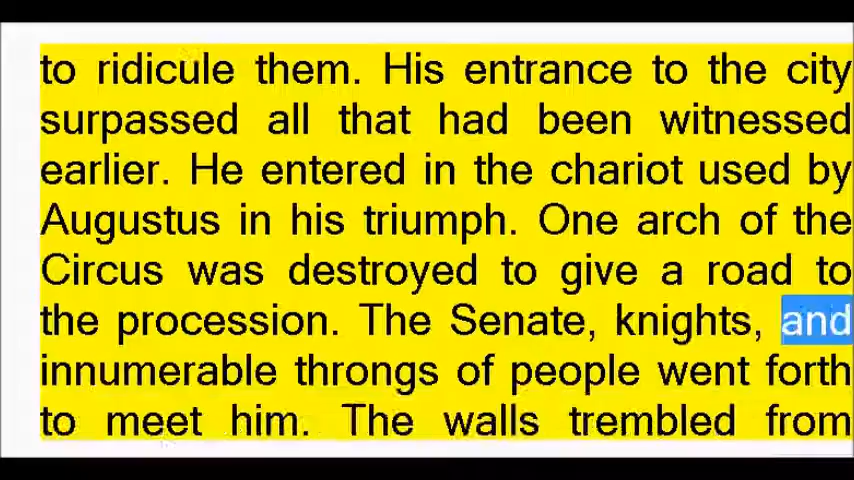 to ridicule them. His entrance to the city
surpassed all that had been witnessed
earlier. He entered in the chariot used by
Augustus in his triumph. One arch of the
Circus was destroyed to give a road to
the procession. The Senate, knights, and
innumerable throngs of people went forth
to meet him. The walls trembled from